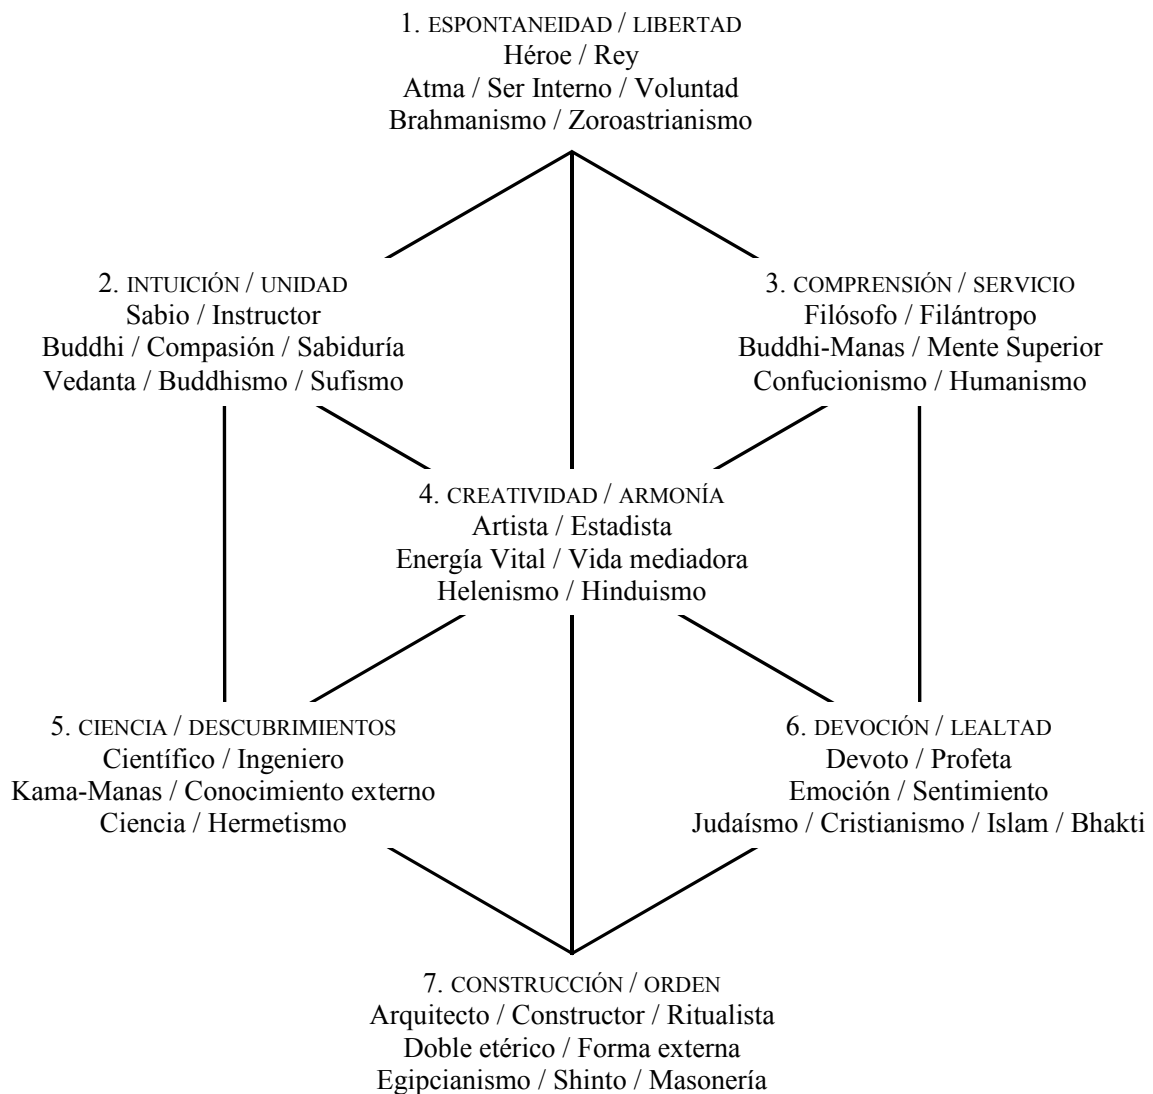 1. ESPONTANEIDAD / LIBERTAD
Héroe / Rey
Atma / Ser Interno / Voluntad
Brahmanismo / Zoroastrianismo
2. INTUICIÓN / UNIDAD
Sabio / Instructor
Buddhi / Compasión / Sabiduría
Vedanta / Buddhismo / Sufismo
3. COMPRENSIÓN / SERVICIO
Filósofo / Filántropo
Buddhi-Manas / Mente Superior
Confucionismo / Humanismo
4. CREATIVIDAD / ARMONÍA
Artista / Estadista
Energía Vital / Vida mediadora
Helenismo / Hinduismo
5. CIENCIA / DESCUBRIMIENTOS
Científico / Ingeniero
Kama-Manas / Conocimiento externo
Ciencia / Hermetismo
6. DEVOCIÓN / LEALTAD
Devoto / Profeta
Emoción / Sentimiento
Judaísmo / Cristianismo / Islam / Bhakti
7. CONSTRUCCIÓN / ORDEN
Arquitecto / Constructor / Ritualista
Doble etérico / Forma externa
Egipcianismo / Shinto / Masonería